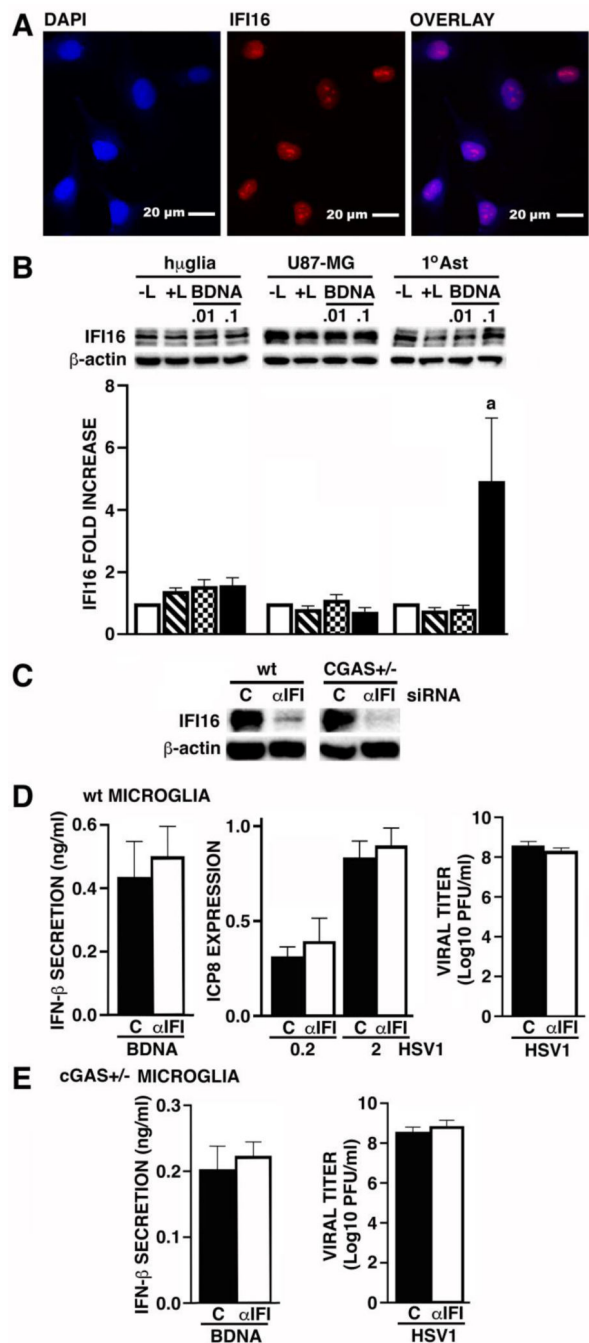 A
DAPI IFI16 OVERLAY
20 µm 20 µm 20 µm
B
hµglia U87-MG 1ºAst
-L +L BDNA -L +L BDNA -L +L BDNA
.01 .1 .01 .1 .01 .1
IFI16
β-actin
IFI16 FOLD INCREASE
8
6
4
2
0
a
C
wt CGAS+/-
C αIFI C αIFI siRNA
IFI16
β-actin
D
wt MICROGLIA
IFN-β SECRETION (ng/ml)
0.6
0.4
0.2
0.0
C αIFI
BDNA
ICP8 EXPRESSION
1.0
0.5
0.0
C αIFI C αIFI
0.2 2 HSV1
VIRAL TITER
(Log10 PFU/ml)
10
8
6
4
2
0
C αIFI
HSV1
E
cGAS+/- MICROGLIA
IFN-β SECRETION (ng/ml)
0.3
0.2
0.1
0.0
C αIFI
BDNA
VIRAL TITER
(Log10 PFU/ml)
10
8
6
4
2
0
C αIFI
HSV1